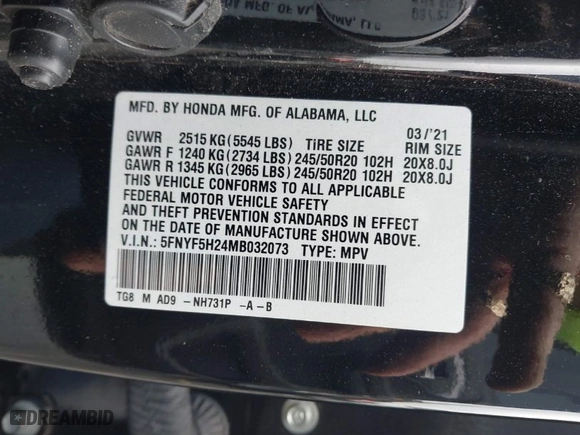 MFD. BY HONDA MFG. OF ALABAMA, LLC
GVWR 2515 KG(5545 LBS) TIRE SIZE 03/'21 RIM SIZE
GAWR F 1240 KG(2734 LBS) 245/50R20 102H 20X8.0J
GAWR R 1345 KG(2965 LBS) 245/50R20 102H 20X8.0J
THIS VEHICLE CONFORMS TO ALL APPLICABLE
FEDERAL MOTOR VEHICLE SAFETY
AND THEFT PREVENTION STANDARDS IN EFFECT
ON THE DATE OF MANUFACTURE SHOWN ABOVE.
V.I.N.: 5FNYF5H24MB032073 TYPE: MPV
TG8 M AD9 -NH731P -A-B
DREAMBID